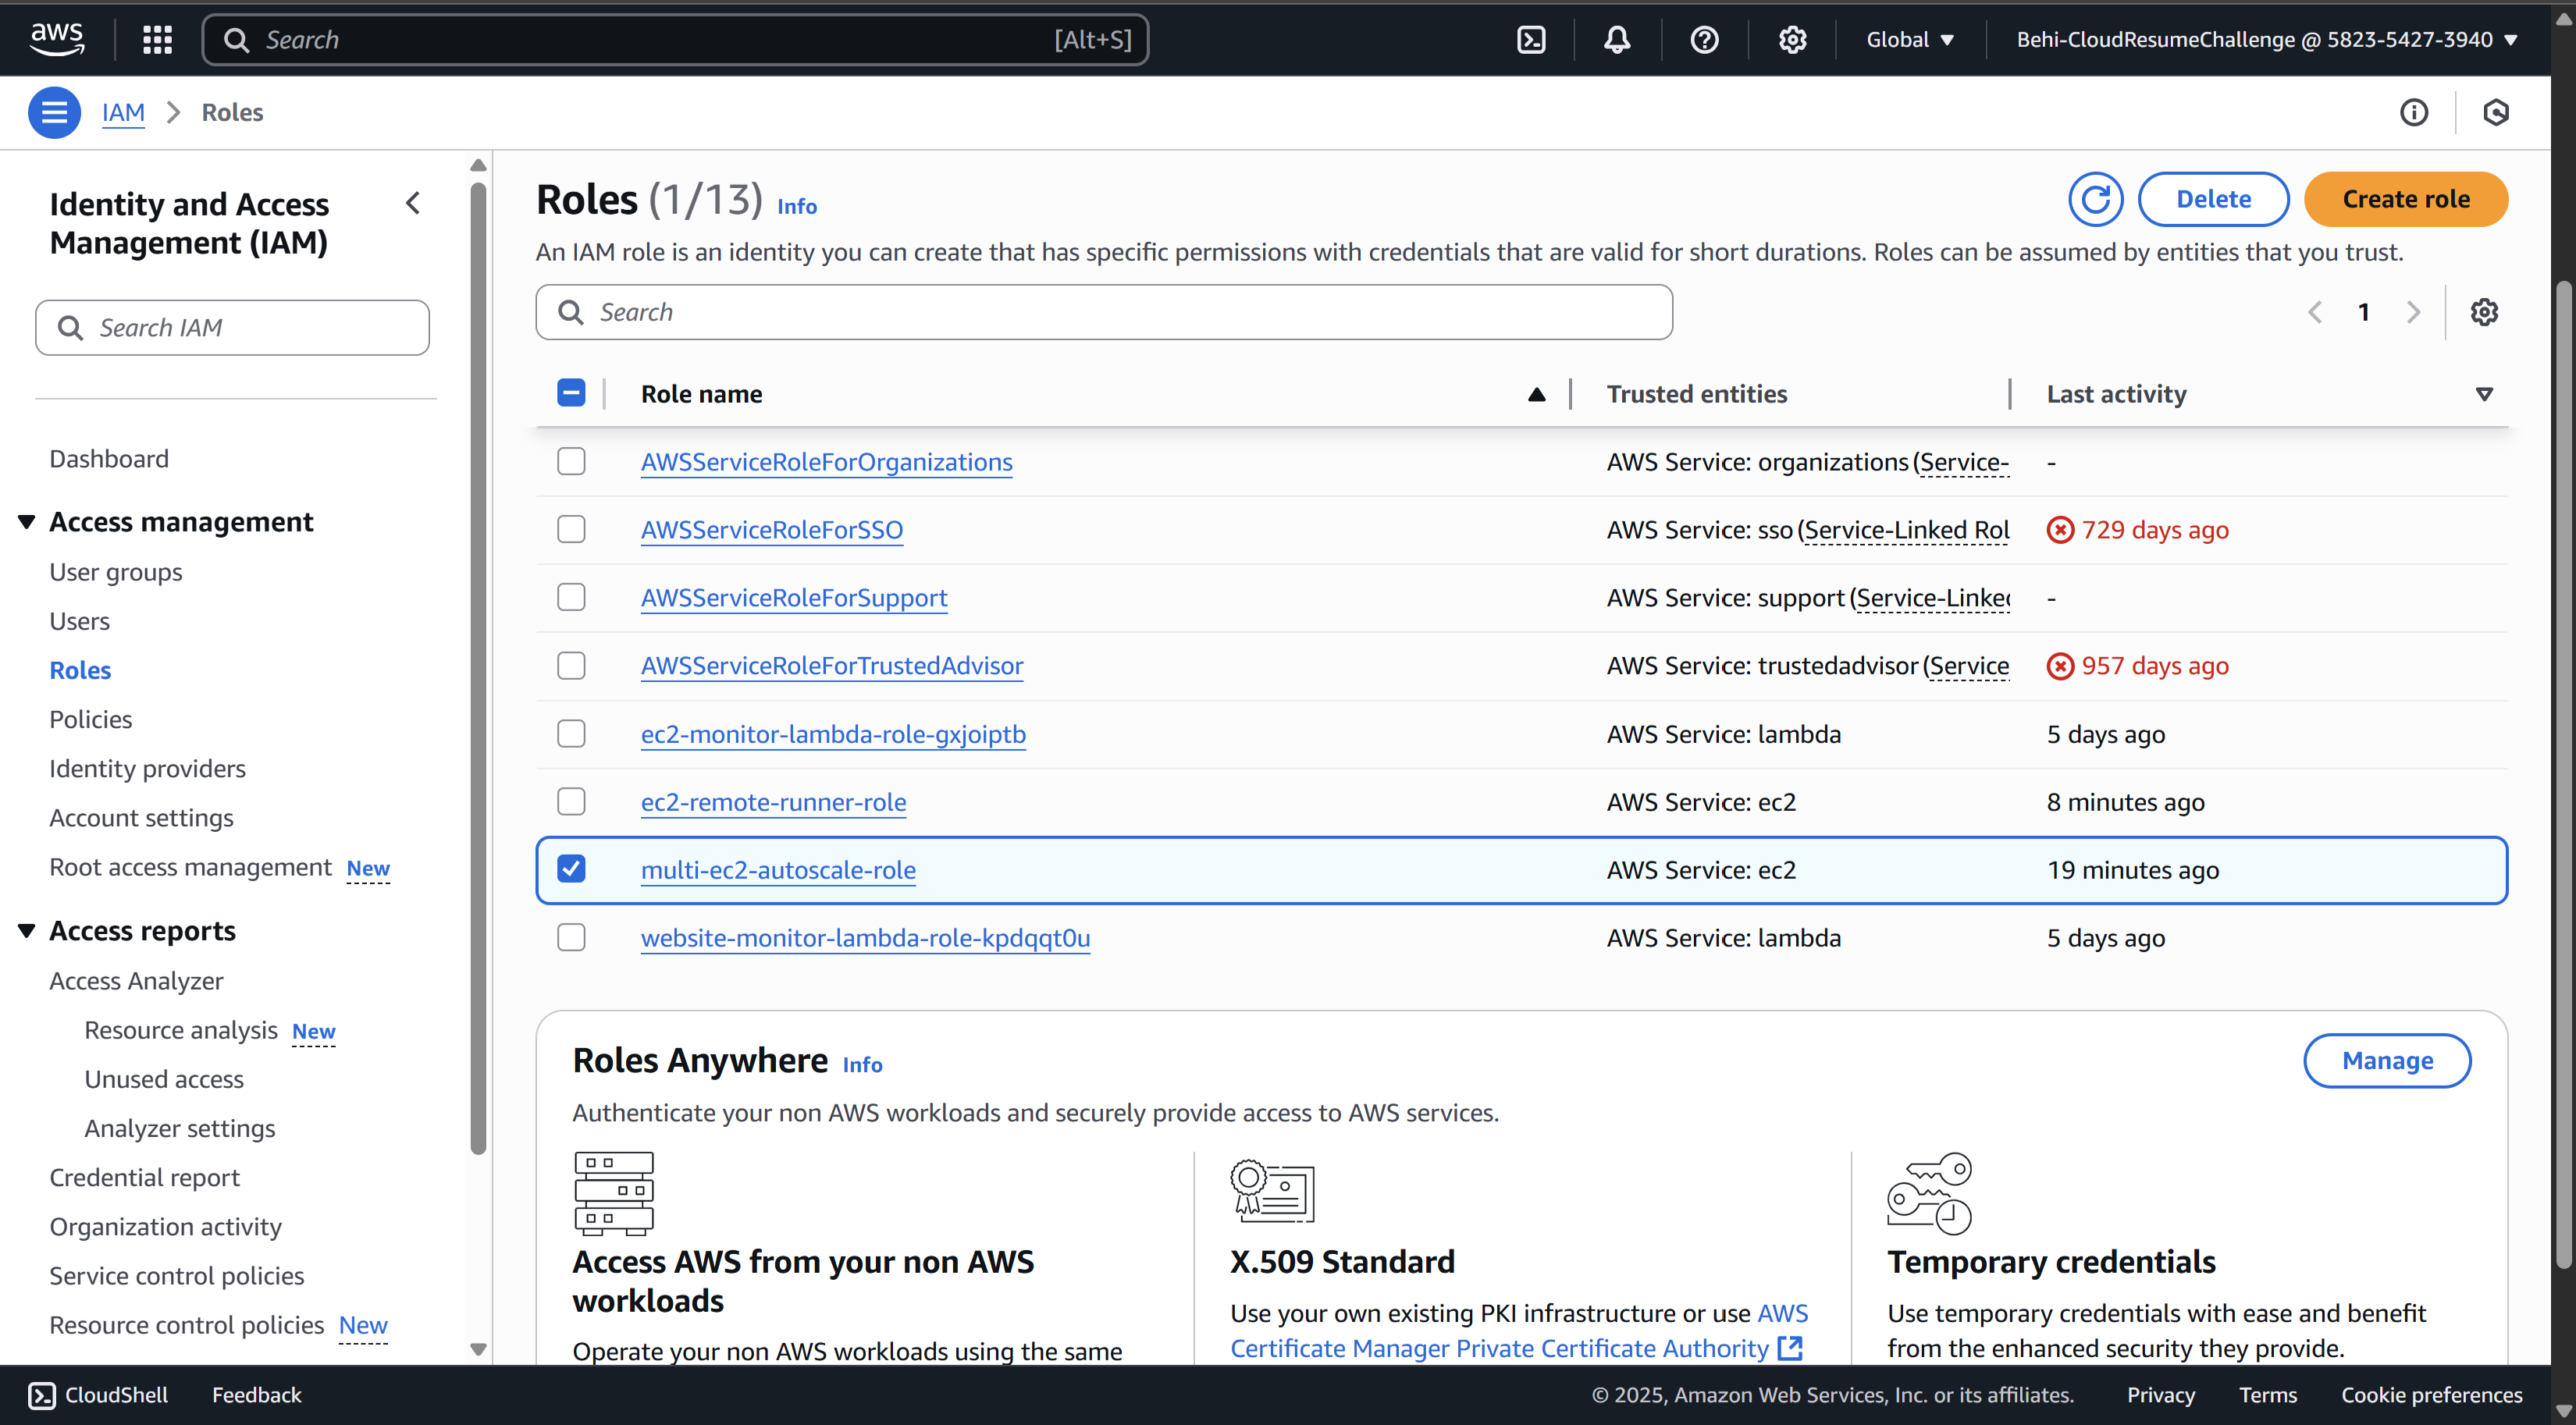 aws
Search
[Alt+S]
Global
Behi-CloudResumeChallenge @ 5823-5427-3940
IAM
Roles
Identity and Access
Management (IAM)
Search IAM
Dashboard
Access management
User groups
Users
Roles
Policies
Identity providers
Account settings
Root access management New
Access reports
Access Analyzer
Resource analysis New
Unused access
Analyzer settings
Credential report
Organization activity
Service control policies
Resource control policies New
Roles (1/13) Info
Delete
Create role
An IAM role is an identity you can create that has specific permissions with credentials that are valid for short durations. Roles can be assumed by entities that you trust.
Search
1
Role name Trusted entities Last activity
AWSServiceRoleForOrganizations AWS Service: organizations (Service- -
AWSServiceRoleForSSO AWS Service: sso (Service-Linked Rol 729 days ago
AWSServiceRoleForSupport AWS Service: support (Service-Linked -
AWSServiceRoleForTrustedAdvisor AWS Service: trustedadvisor (Service 957 days ago
ec2-monitor-lambda-role-gxjoiptb AWS Service: lambda 5 days ago
ec2-remote-runner-role AWS Service: ec2 8 minutes ago
multi-ec2-autoscale-role AWS Service: ec2 19 minutes ago
website-monitor-lambda-role-kpdqqt0u AWS Service: lambda 5 days ago
Roles Anywhere Info
Manage
Authenticate your non AWS workloads and securely provide access to AWS services.
Access AWS from your non AWS
workloads
Operate your non AWS workloads using the same
X.509 Standard
Use your own existing PKI infrastructure or use AWS
Certificate Manager Private Certificate Authority
Temporary credentials
Use temporary credentials with ease and benefit
from the enhanced security they provide.
CloudShell
Feedback
© 2025, Amazon Web Services, Inc. or its affiliates.
Privacy
Terms
Cookie preferences